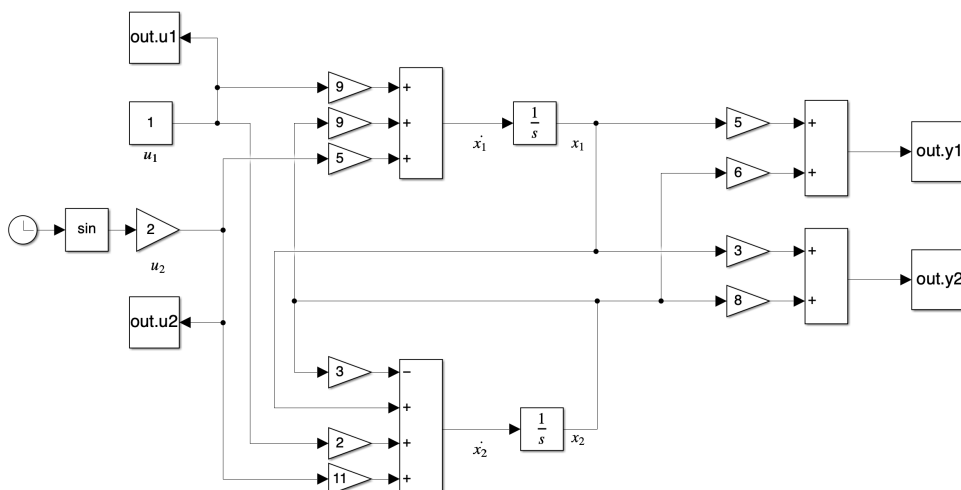 out.u1
1
u₁
sin
2
u₂
out.u2
9
9
5
+
+
+
ẋ₁
1
s
x₁
5
6
+
+
out.y1
3
8
+
+
out.y2
3
2
11
−
+
+
+
ẋ₂
1
s
x₂